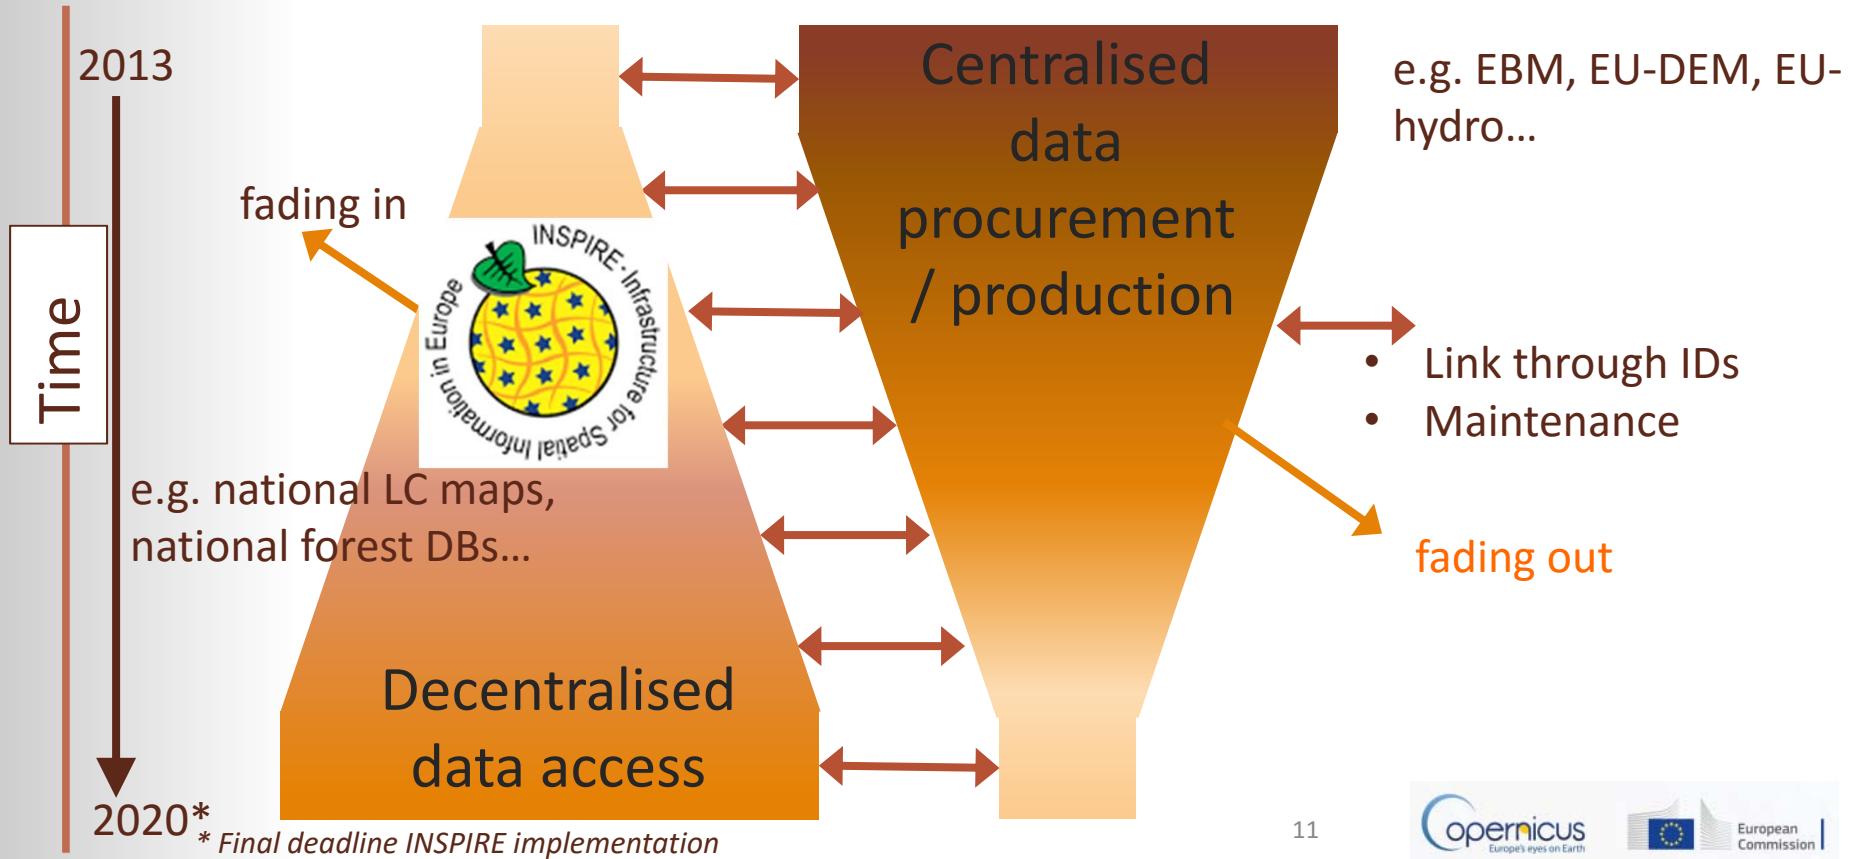 2013
Centralised
data
procurement
/ production
e.g. EBM, EU-DEM, EU-
hydro...
fading in
INSPIRE · Infrastructure for Spatial Information in Europe
Time
• Link through IDs
• Maintenance
e.g. national LC maps,
national forest DBs...
fading out
Decentralised
data access
2020*
* Final deadline INSPIRE implementation
11
opernicus
Europe's eyes on Earth
European
Commission